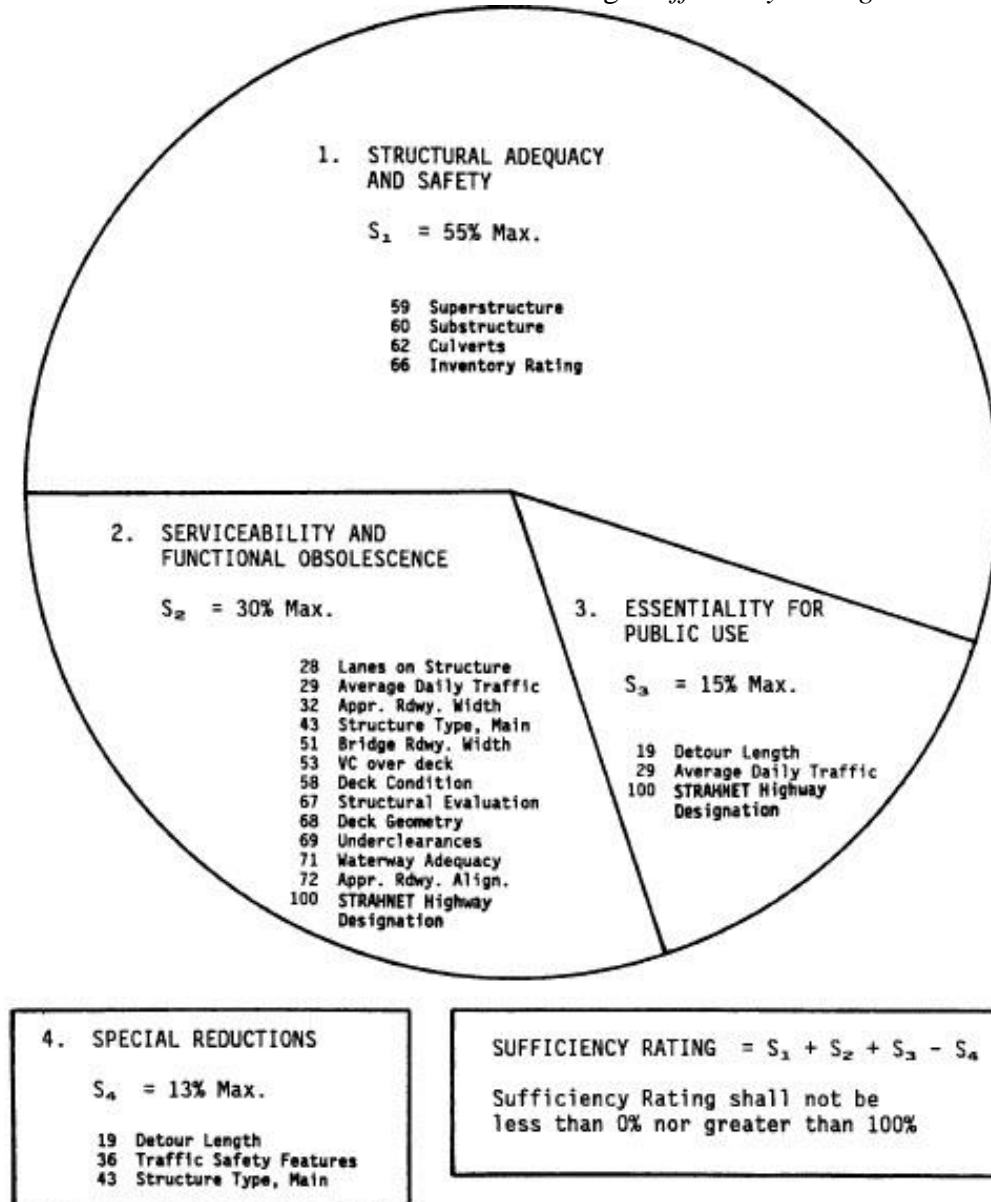 1. STRUCTURAL ADEQUACY
AND SAFETY
S₁ = 55% Max.
59 Superstructure
60 Substructure
62 Culverts
66 Inventory Rating
2. SERVICEABILITY AND
FUNCTIONAL OBSOLESCENCE
S₂ = 30% Max.
28 Lanes on Structure
29 Average Daily Traffic
32 Appr. Rdwy. Width
43 Structure Type, Main
51 Bridge Rdwy. Width
53 VC over deck
58 Deck Condition
67 Structural Evaluation
68 Deck Geometry
69 Underclearances
71 Waterway Adequacy
72 Appr. Rdwy. Align.
100 STRAHNET Highway
Designation
3. ESSENTIALITY FOR
PUBLIC USE
S₃ = 15% Max.
19 Detour Length
29 Average Daily Traffic
100 STRAHNET Highway
Designation
4. SPECIAL REDUCTIONS
S₄ = 13% Max.
19 Detour Length
36 Traffic Safety Features
43 Structure Type, Main
SUFFICIENCY RATING = S₁ + S₂ + S₃ - S₄
Sufficiency Rating shall not be
less than 0% nor greater than 100%